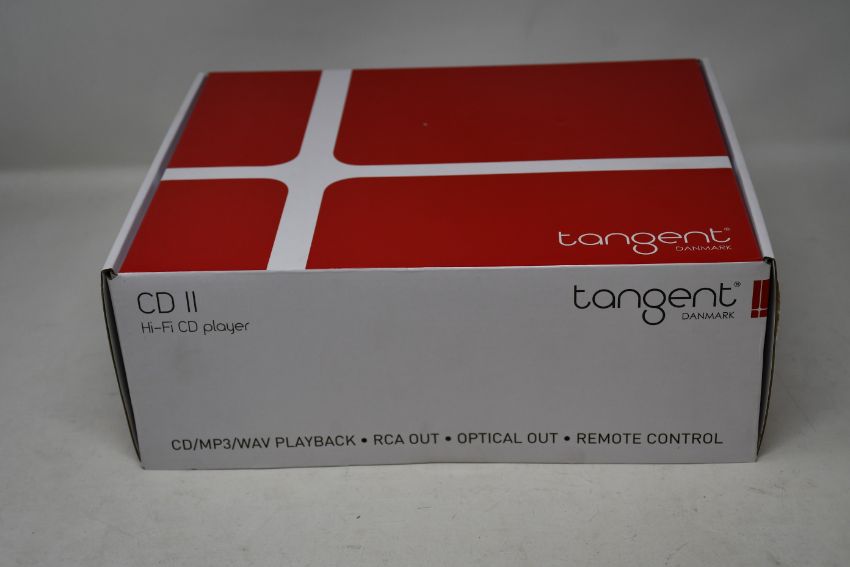 tangent®
DANMARK
CD II
Hi-Fi CD player
tangent®
DANMARK
CD/MP3/WAV PLAYBACK • RCA OUT • OPTICAL OUT • REMOTE CONTROL